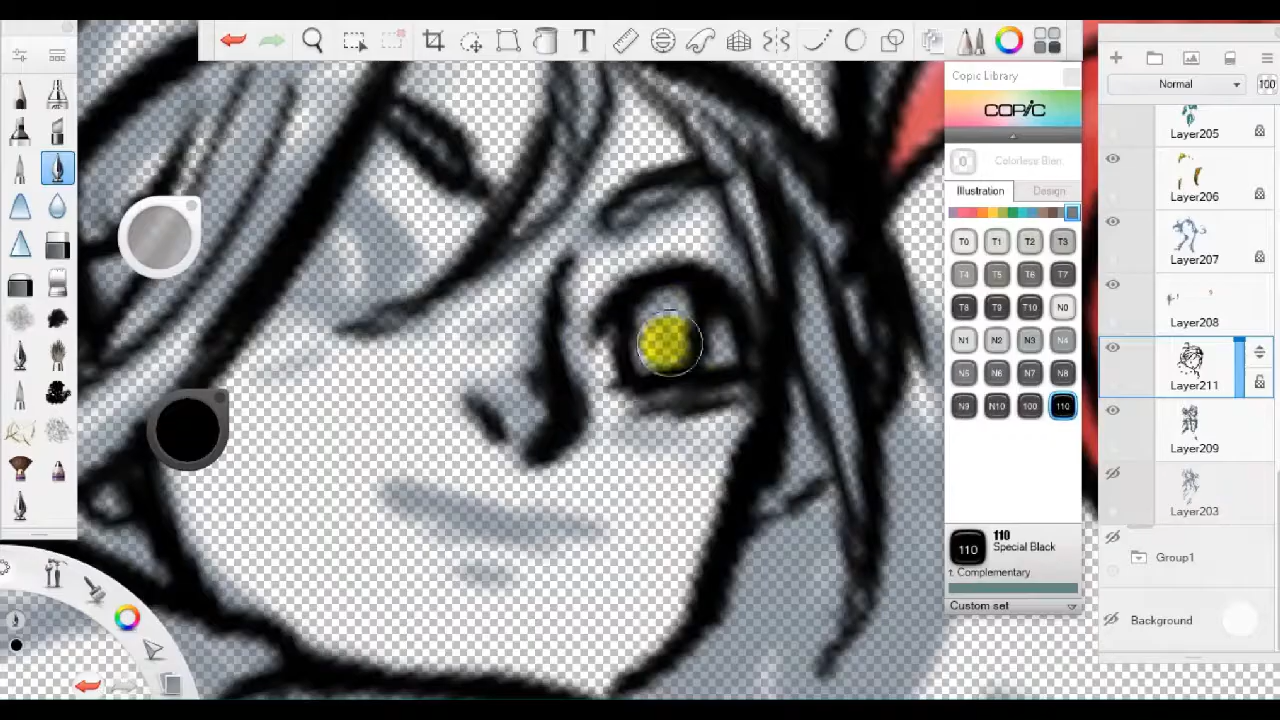 T
Copic Library
COPIC
0 Colorless Blen.
Illustration Design
T0 T1 T2 T3
T4 T5 T6 T7
T8 T9 T10 N0
N1 N2 N3 N4
N5 N6 N7 N8
N9 N10 100 110
110 110
Special Black
1. Complementary
Custom set
Normal 100
Layer205
Layer206
Layer207
Layer208
Layer211
Layer209
Layer203
Group1
Background